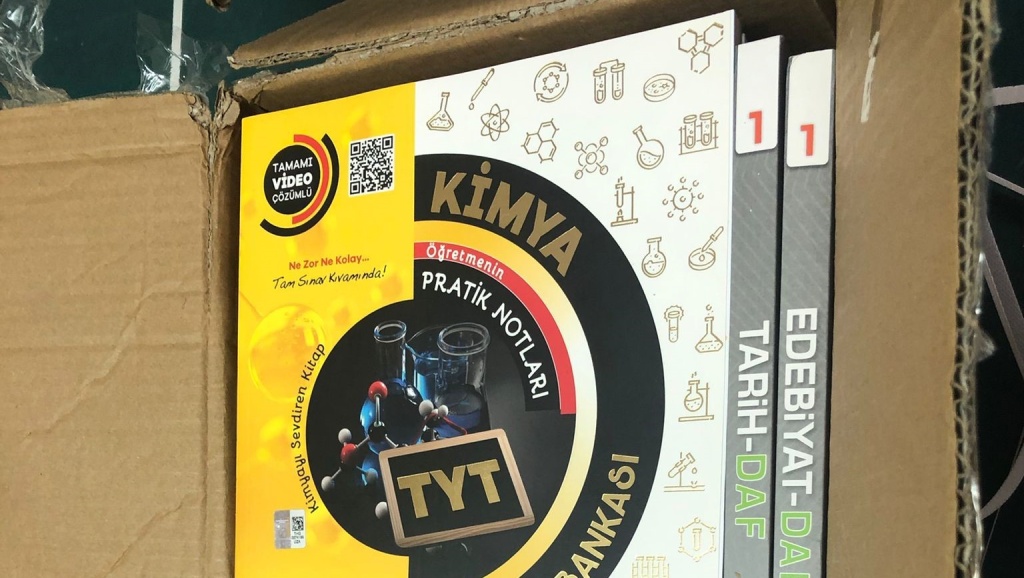 TAMAMI
VİDEO
ÇÖZÜMLÜ
Ne Zor Ne Kolay...
Tam Sınav Kıvamında!
KİMYA
Öğretmenin
PRATİK NOTLARI
Kimyayı Sevdiren Kitap
TYT
BANKASI
1
TARİH-DAF
1
EDEBİYAT-DA